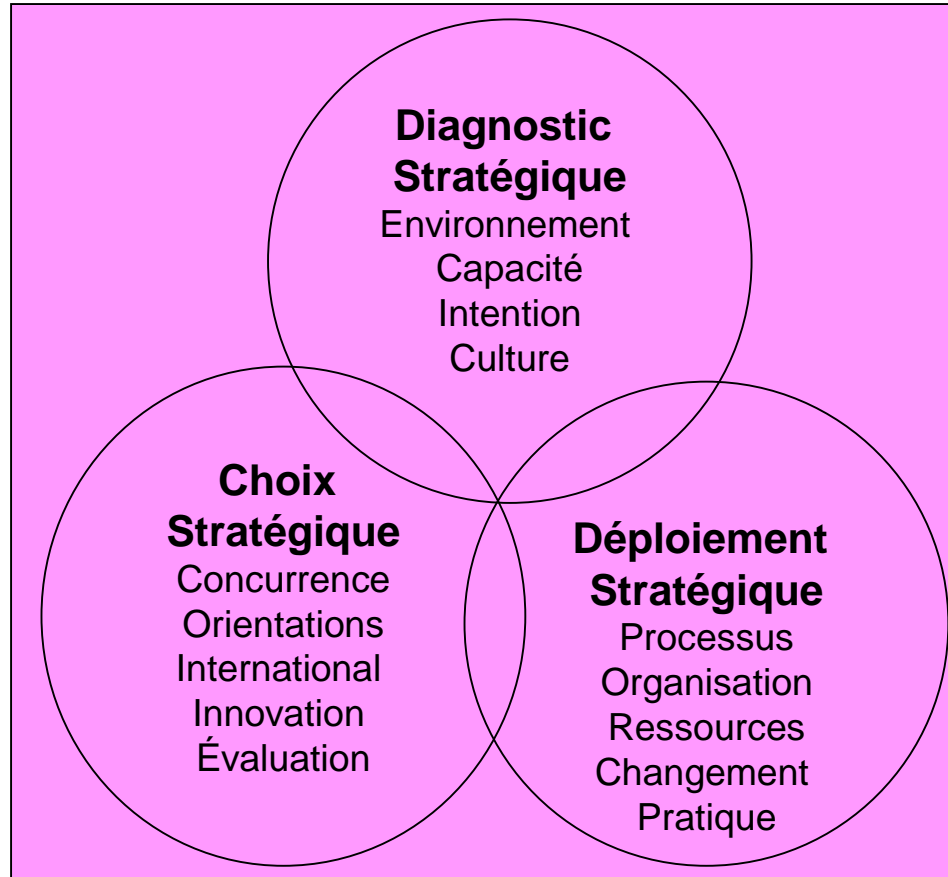 Diagnostic
Stratégique
Environnement
Capacité
Intention
Culture
Choix
Stratégique
Concurrence
Orientations
International
Innovation
Évaluation
Déploiement
Stratégique
Processus
Organisation
Ressources
Changement
Pratique